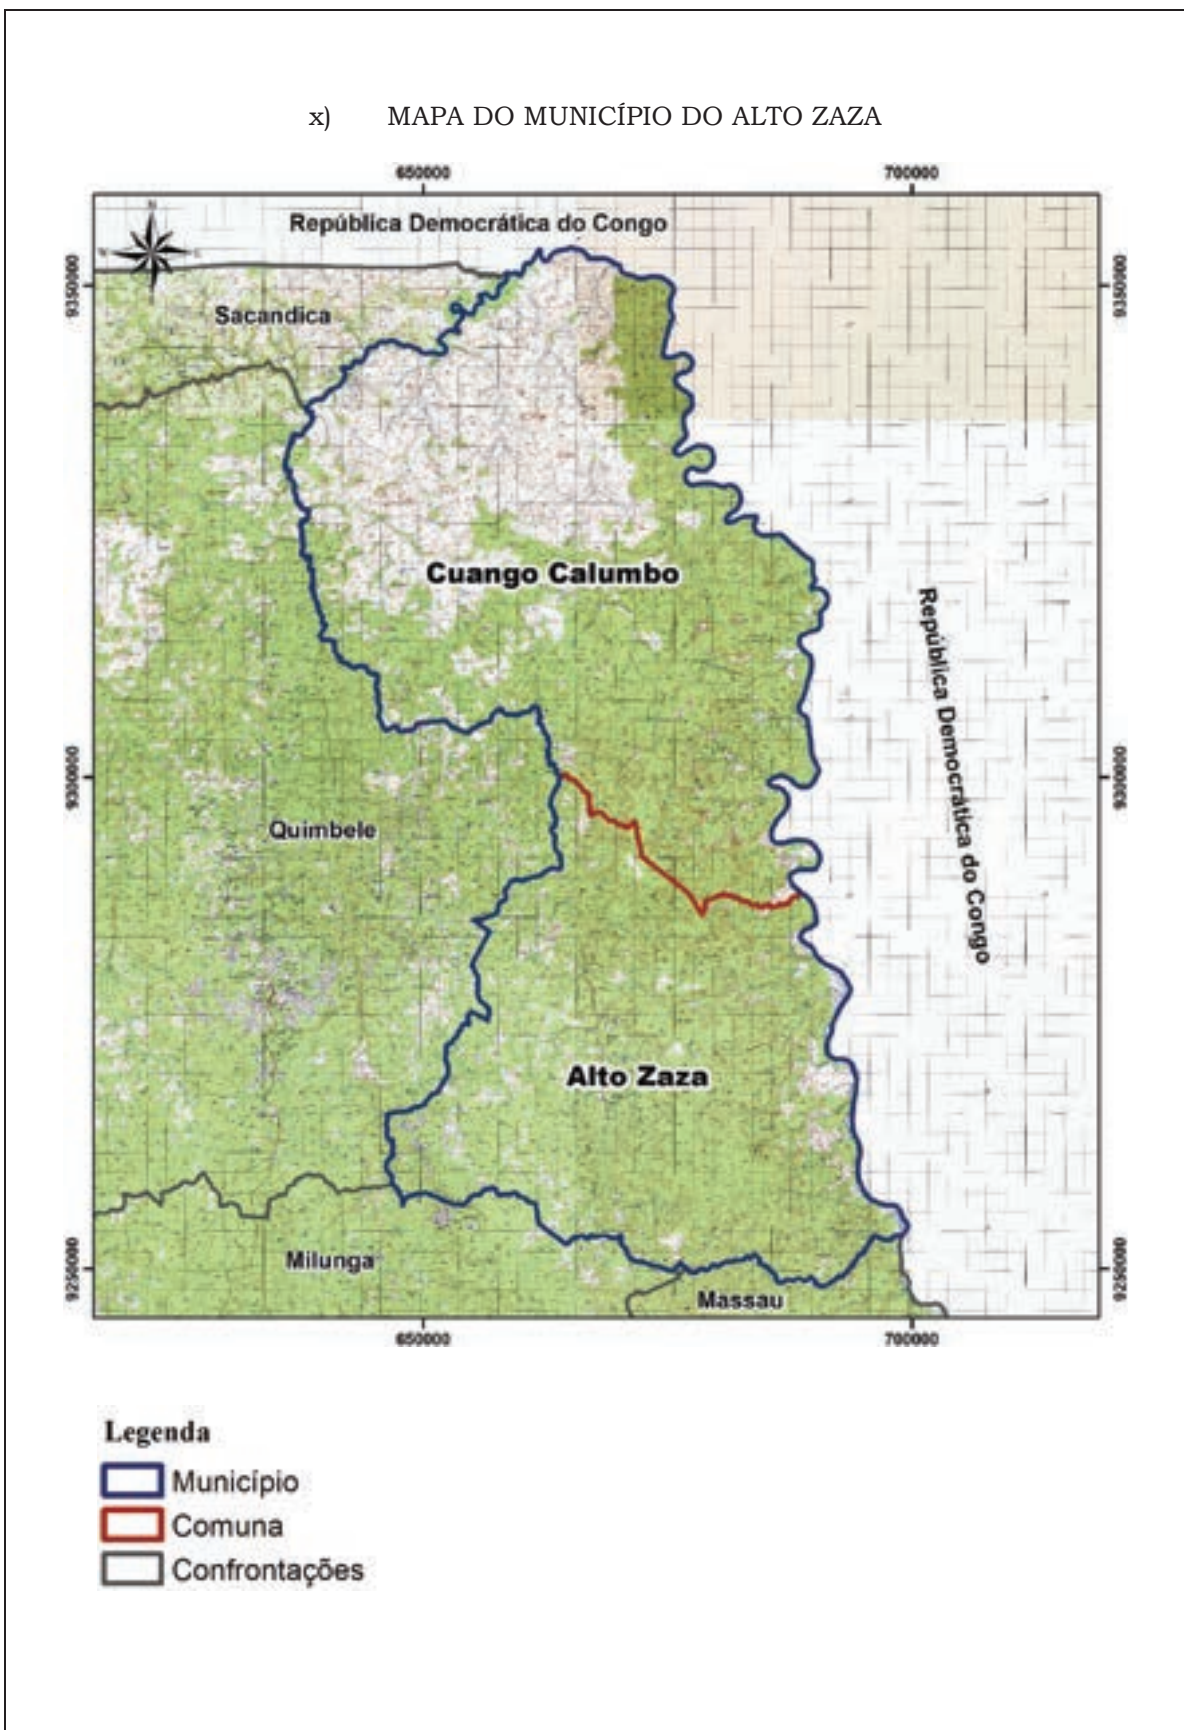 x) MAPA DO MUNICÍPIO DO ALTO ZAZA
650000 700000
N
República Democrática do Congo
E
9350000 9350000
Sacandica
Cuango Calumbo
República Democrática do Congo
9300000 9300000
Quimbele
Alto Zaza
9250000 9250000
Milunga
Massau
650000 700000
Legenda
Município
Comuna
Confrontações